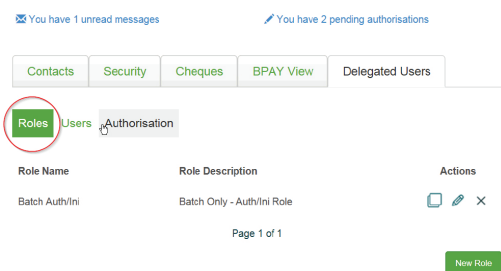 You have 1 unread messages
You have 2 pending authorisations
Contacts Security Cheques BPAY View Delegated Users
Roles Users Authorisation
Role Name Role Description Actions
Batch Auth/Ini Batch Only - Auth/Ini Role
Page 1 of 1
New Role